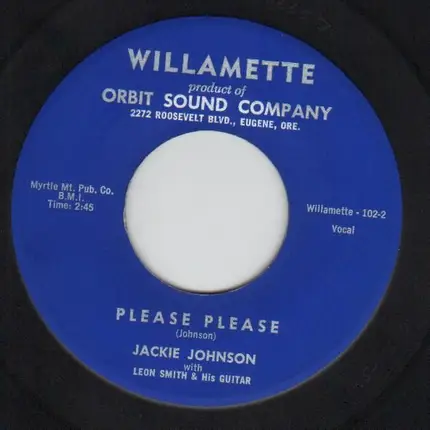 WILLAMETTE
product of
ORBIT SOUND COMPANY
2272 ROOSEVELT BLVD., EUGENE, ORE.
Myrtle Mt. Pub. Co.
B.M.I.
Time: 2:45
Willamette - 102-2
Vocal
PLEASE PLEASE
(Johnson)
JACKIE JOHNSON
with
LEON SMITH & His GUITAR